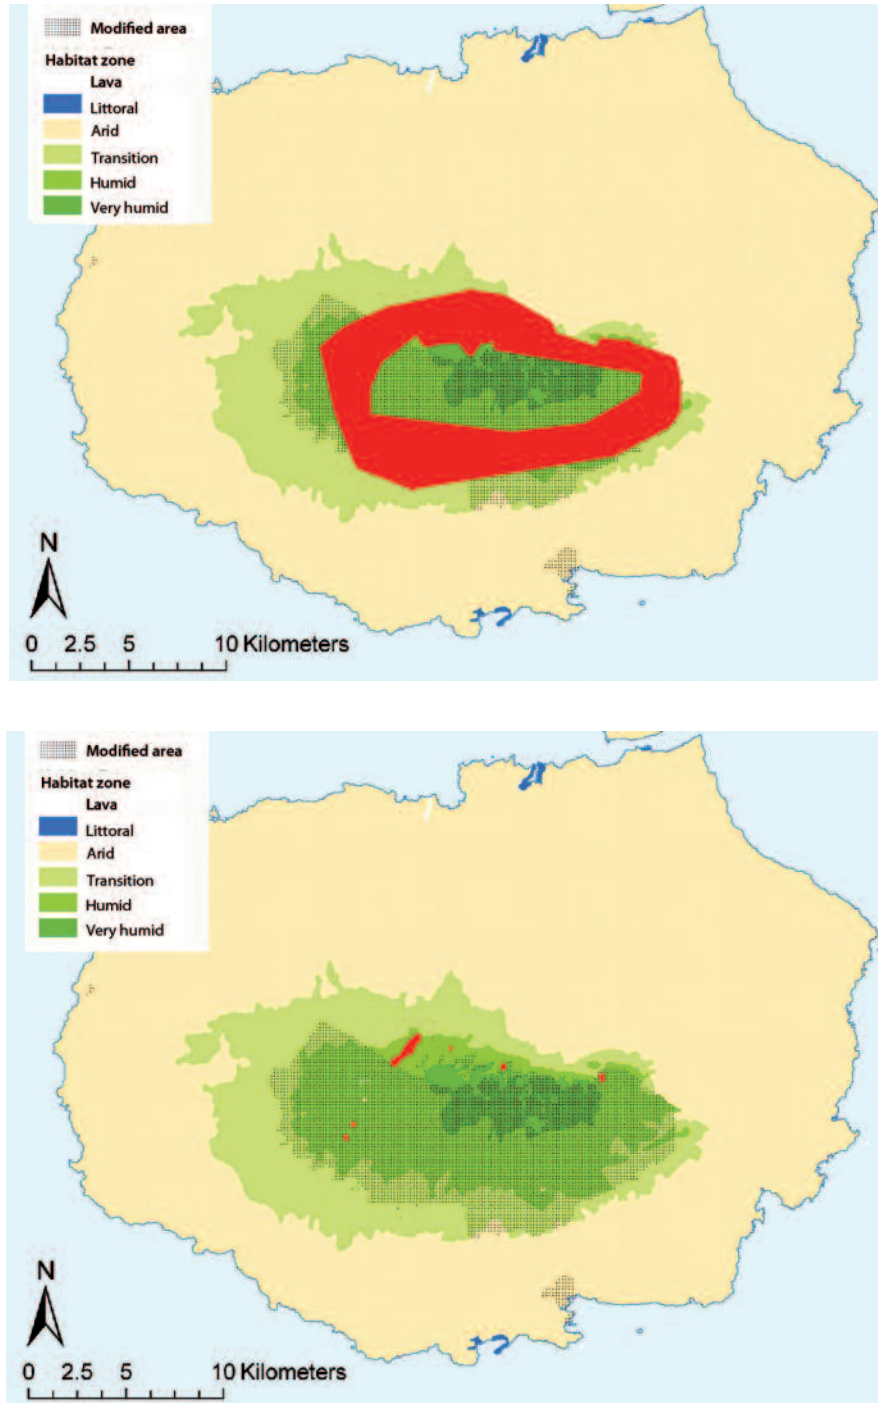 Modified area
Habitat zone
Lava
Littoral
Arid
Transition
Humid
Very humid
N
0 2.5 5 10 Kilometers
Modified area
Habitat zone
Lava
Littoral
Arid
Transition
Humid
Very humid
N
0 2.5 5 10 Kilometers